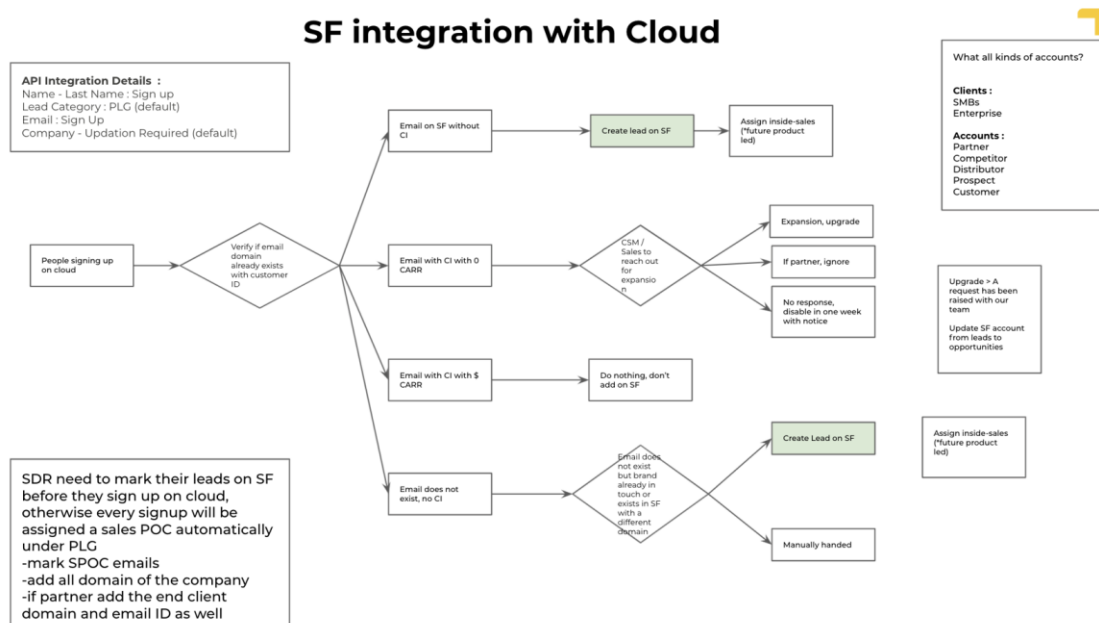 SF integration with Cloud
API Integration Details :
Name - Last Name : Sign up
Lead Category : PLG (default)
Email : Sign Up
Company - Updation Required (default)
What all kinds of accounts?
Clients :
SMBs
Enterprise
Accounts :
Partner
Competitor
Distributor
Prospect
Customer
Email on SF without
CI
Create lead on SF
Assign inside-sales
(*future product
led)
People signing up
on cloud
Verify if email
domain
already exists
with customer
ID
Email with CI with 0
CARR
CSM /
Sales to
reach out
for
expansio
n
Expansion, upgrade
If partner, ignore
No response,
disable in one week
with notice
Upgrade > A
request has been
raised with our
team
Update SF account
from leads to
opportunities
Email with CI with $
CARR
Do nothing, don't
add on SF
Email does not
exist, no CI
Email does
not exist
but brand
already in
touch or
exists in SF
with a
different
domain
Create Lead on SF
Assign inside-sales
(*future product
led)
Manually handed
SDR need to mark their leads on SF
before they sign up on cloud,
otherwise every signup will be
assigned a sales POC automatically
under PLG
-mark SPOC emails
-add all domain of the company
-if partner add the end client
domain and email ID as well